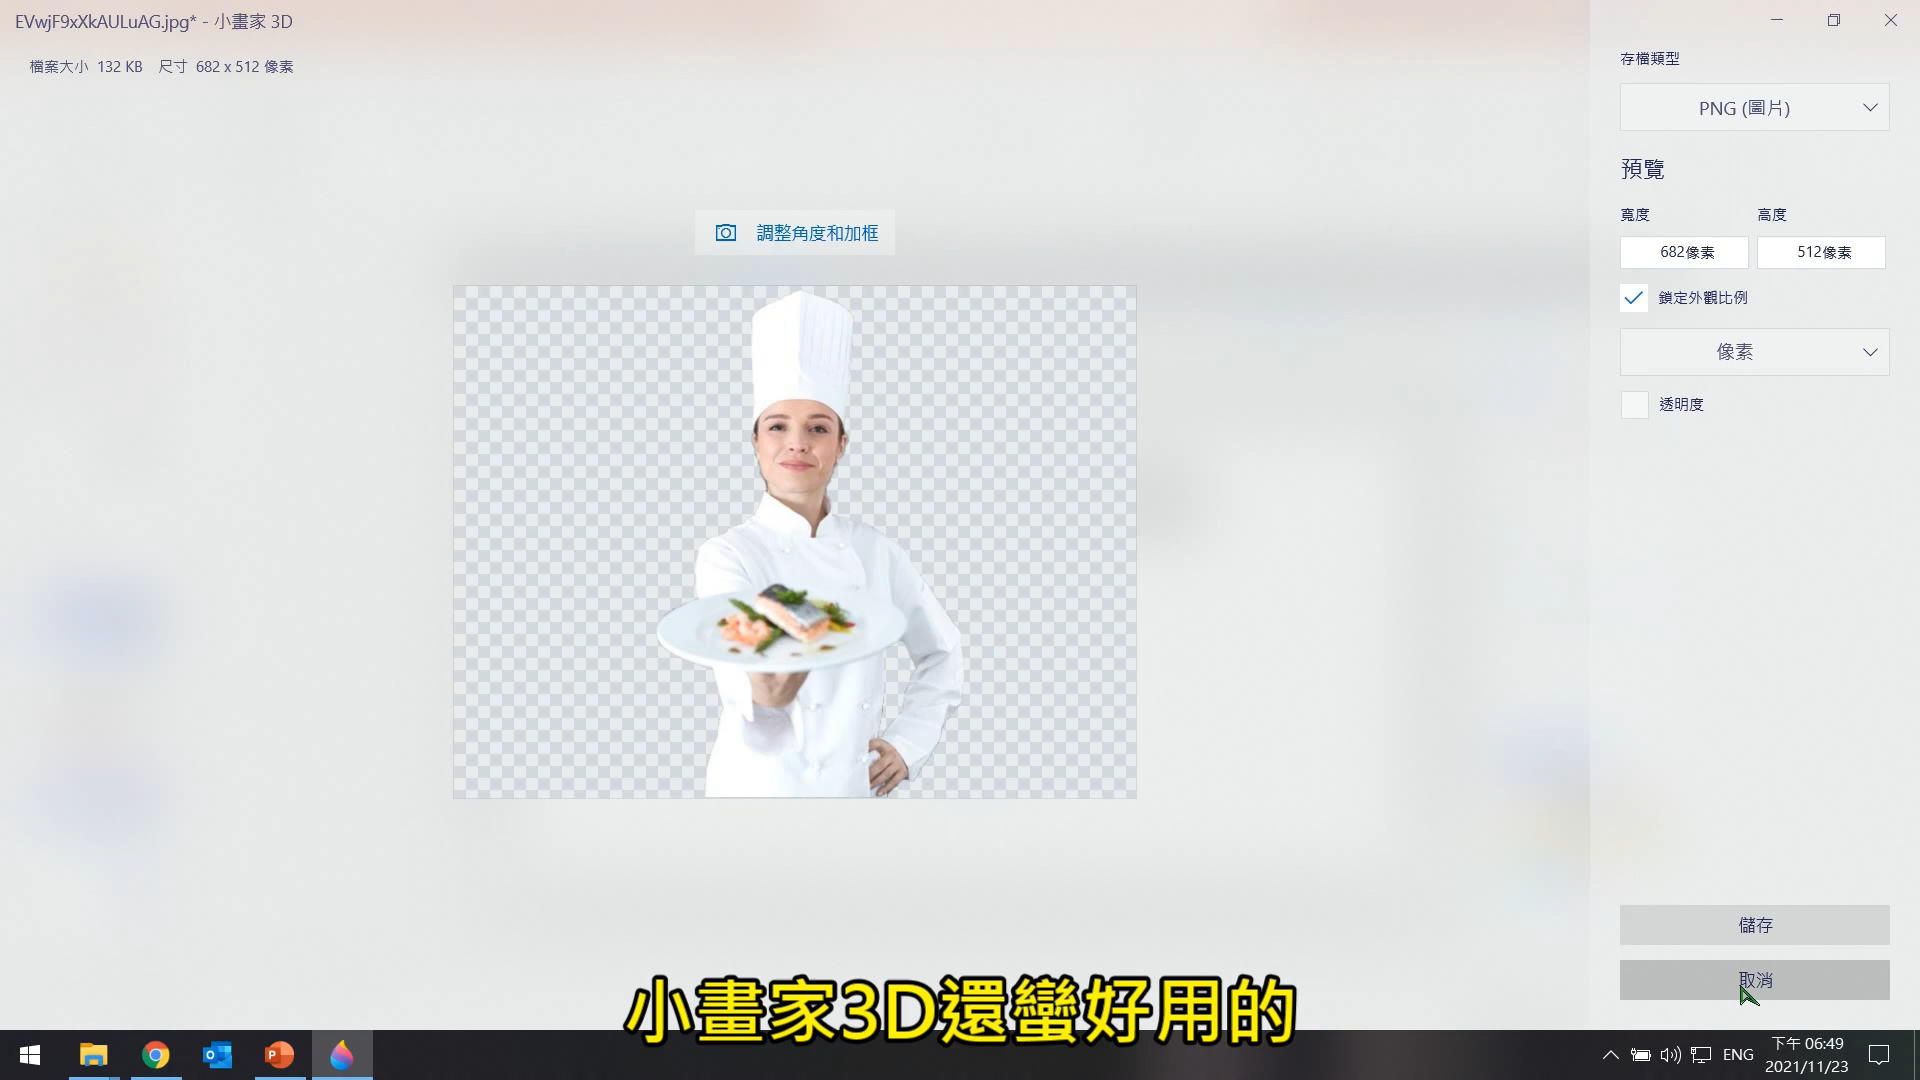 EVwjF9xXkAULuAG.jpg* - 小畫家 3D
檔案大小 132 KB 尺寸 682 x 512 像素
調整角度和加框
存檔類型
PNG (圖片)
預覽
寬度 高度
682像素 512像素
鎖定外觀比例
像素
透明度
儲存
取消
小畫家3D還蠻好用的
ENG
下午 06:49
2021/11/23